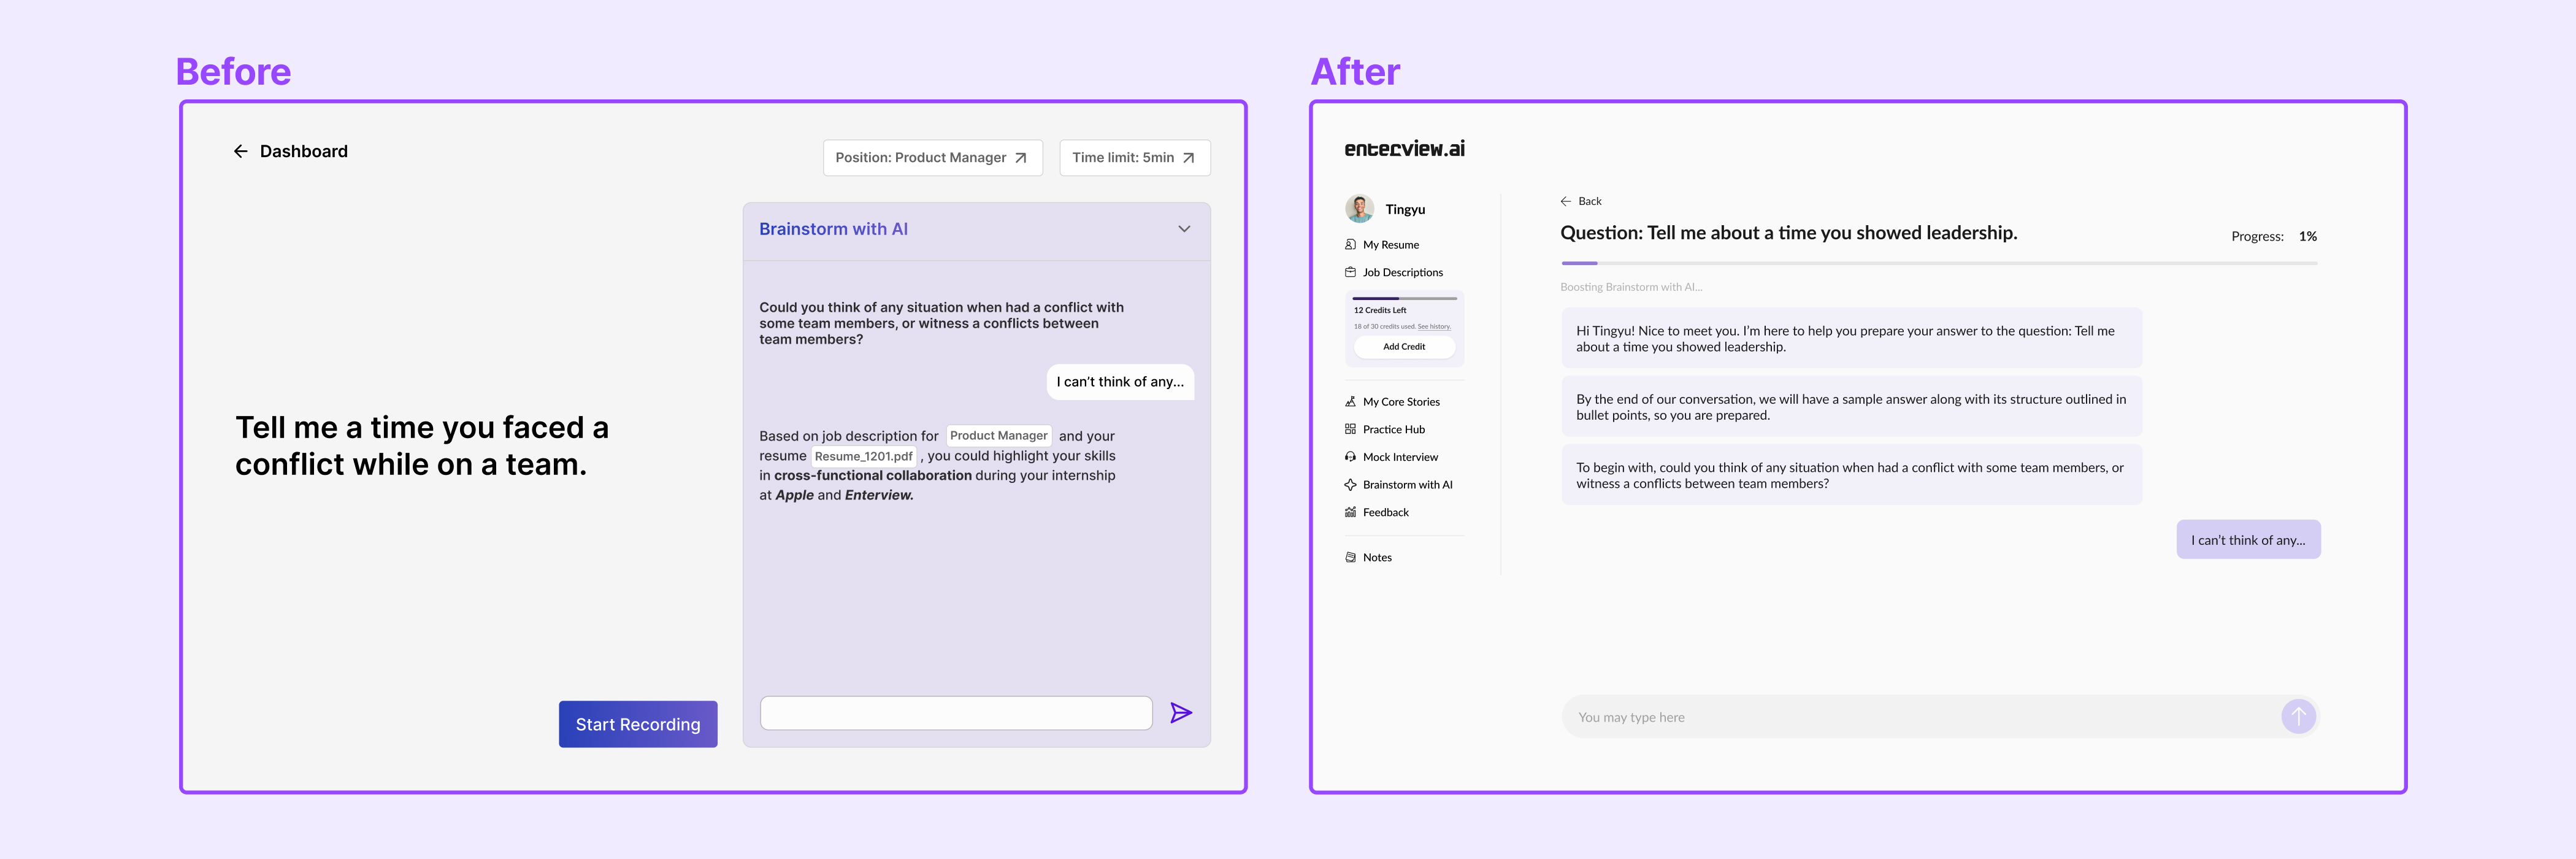 Before
← Dashboard
Position: Product Manager ↗
Time limit: 5min ↗
Tell me a time you faced a
conflict while on a team.
Start Recording
Brainstorm with AI
Could you think of any situation when had a conflict with
some team members, or witness a conflicts between
team members?
I can’t think of any...
Based on job description for Product Manager and your
resume Resume_1201.pdf , you could highlight your skills
in cross-functional collaboration during your internship
at Apple and Enterview.
After
enterview.ai
Tingyu
My Resume
Job Descriptions
12 Credits Left
18 of 30 credits used. See history.
Add Credit
My Core Stories
Practice Hub
Mock Interview
Brainstorm with AI
Feedback
Notes
← Back
Question: Tell me about a time you showed leadership.
Progress: 1%
Boosting Brainstorm with AI...
Hi Tingyu! Nice to meet you. I’m here to help you prepare your answer to the question: Tell me
about a time you showed leadership.
By the end of our conversation, we will have a sample answer along with its structure outlined in
bullet points, so you are prepared.
To begin with, could you think of any situation when had a conflict with some team members, or
witness a conflicts between team members?
I can’t think of any...
You may type here